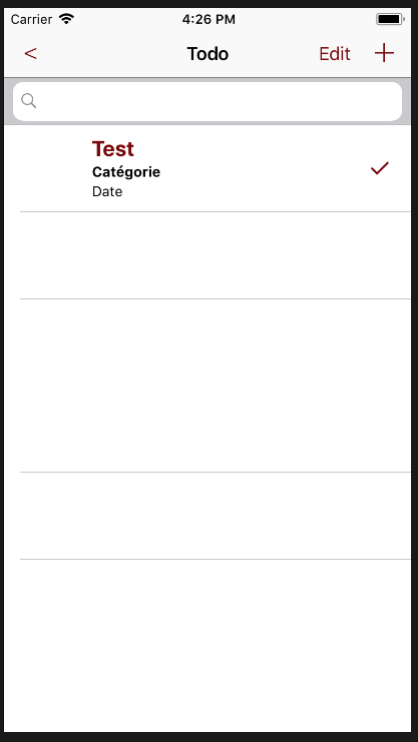 Carrier 4:26 PM
< Todo Edit +
Test
Catégorie
Date